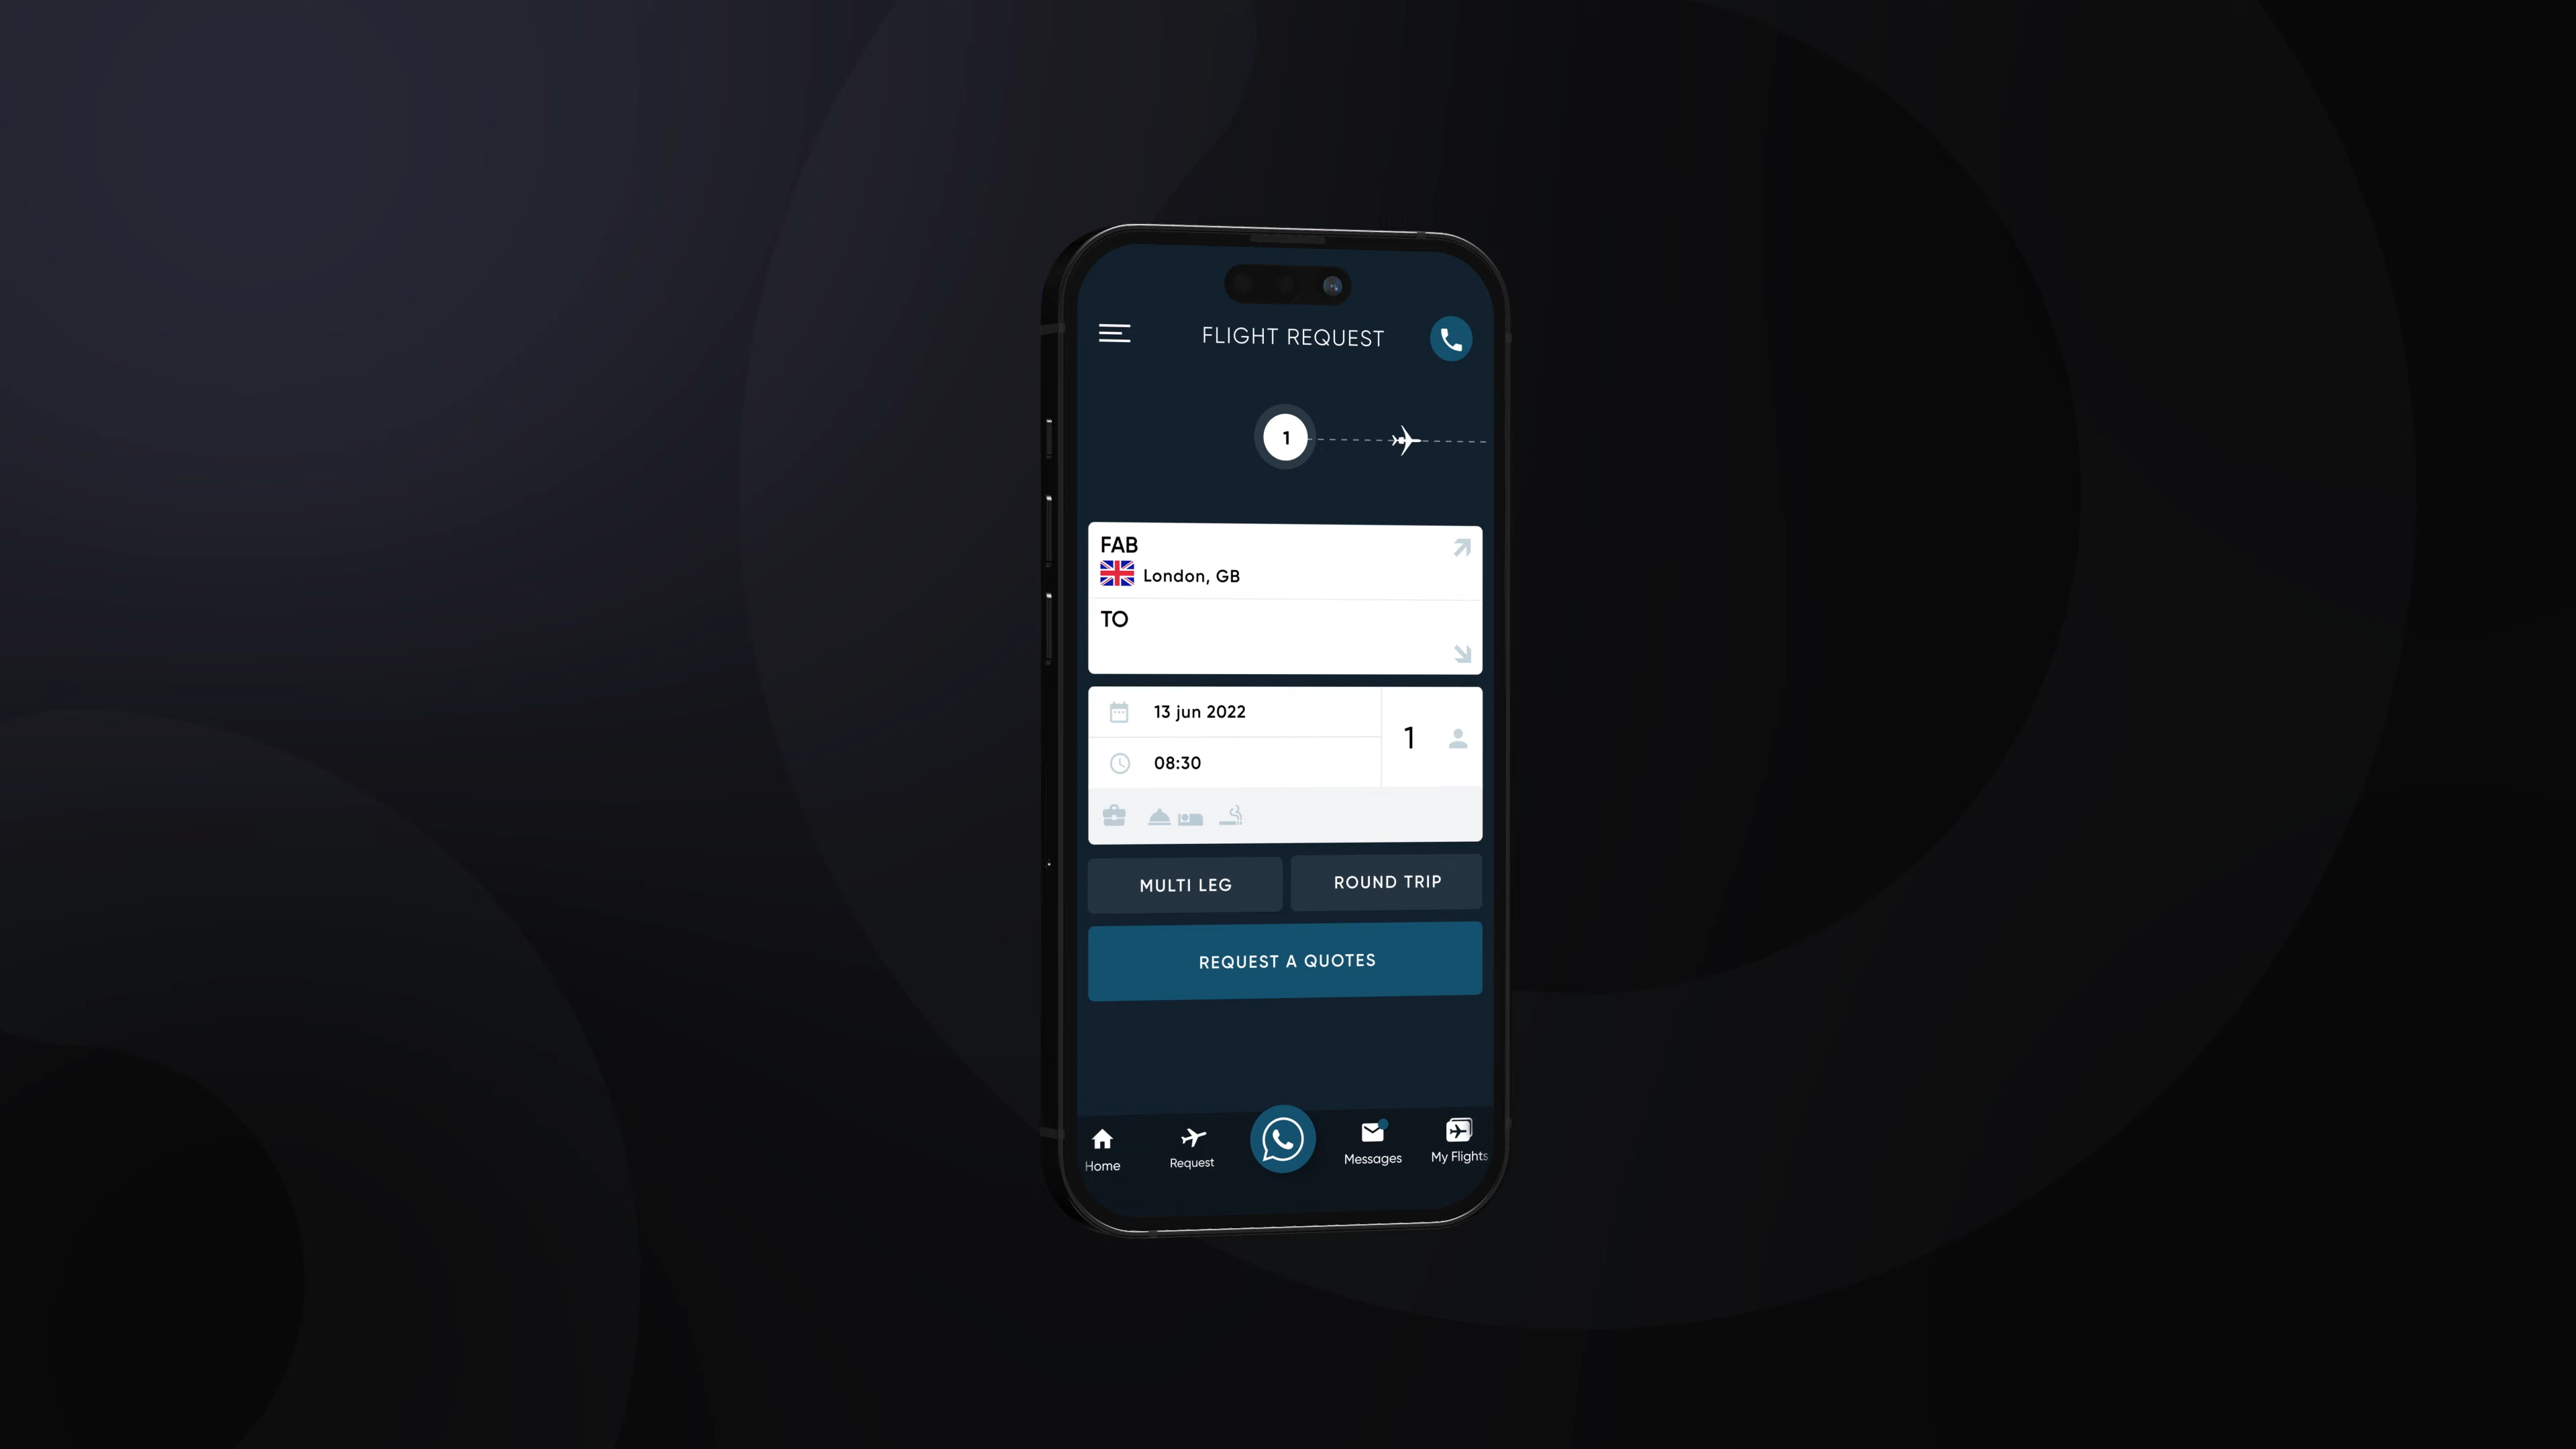 FLIGHT REQUEST
1
FAB
London, GB
TO
13 jun 2022
1
08:30
MULTI LEG
ROUND TRIP
REQUEST A QUOTES
Home
Request
Messages
My Flights